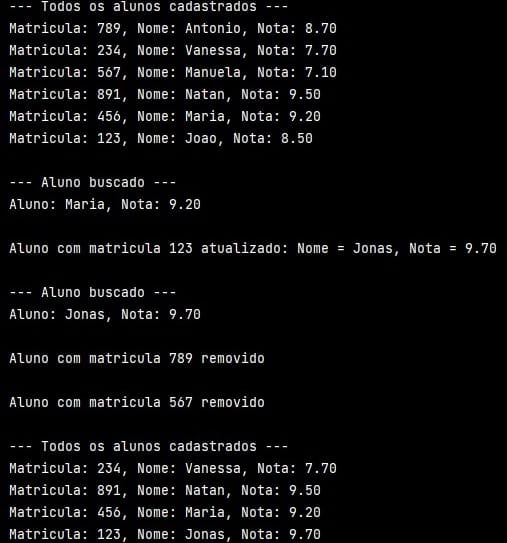 --- Todos os alunos cadastrados ---
Matricula: 789, Nome: Antonio, Nota: 8.70
Matricula: 234, Nome: Vanessa, Nota: 7.70
Matricula: 567, Nome: Manuela, Nota: 7.10
Matricula: 891, Nome: Natan, Nota: 9.50
Matricula: 456, Nome: Maria, Nota: 9.20
Matricula: 123, Nome: Joao, Nota: 8.50
--- Aluno buscado ---
Aluno: Maria, Nota: 9.20
Aluno com matricula 123 atualizado: Nome = Jonas, Nota = 9.70
--- Aluno buscado ---
Aluno: Jonas, Nota: 9.70
Aluno com matricula 789 removido
Aluno com matricula 567 removido
--- Todos os alunos cadastrados ---
Matricula: 234, Nome: Vanessa, Nota: 7.70
Matricula: 891, Nome: Natan, Nota: 9.50
Matricula: 456, Nome: Maria, Nota: 9.20
Matricula: 123, Nome: Jonas, Nota: 9.70